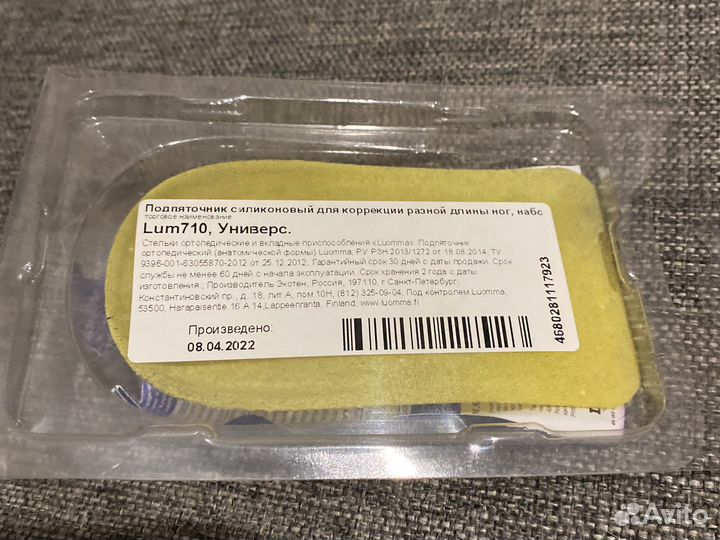 Подпяточник силиконовый для коррекции разной длины ног, набо
торговое наименование
Lum710, Универс.
Стельки ортопедические и вкладные приспособления «Luomma». Подпяточник
ортопедический (анатомической формы) Luomma, РУ РЗН 2013/1272 от 18.08.2014; ТУ
9396-001-63055870-2012 от 25.12.2012; Гарантийный срок 30 дней с даты продажи. Срок
службы не менее 60 дней с начала эксплуатации. Срок хранения 2 года с даты
изготовления.; Производитель Экотен, Россия, 197110, г Санкт-Петербург,
Константиновский пр., д. 18, лит.А, пом 10Н, (812) 325-09-04; Под контролем Luomma,
53500, Harapaisentie 16 A 14,Lappeenranta, Finland, www.luomma.fi
Произведено:
08.04.2022
4680281117923
Avito